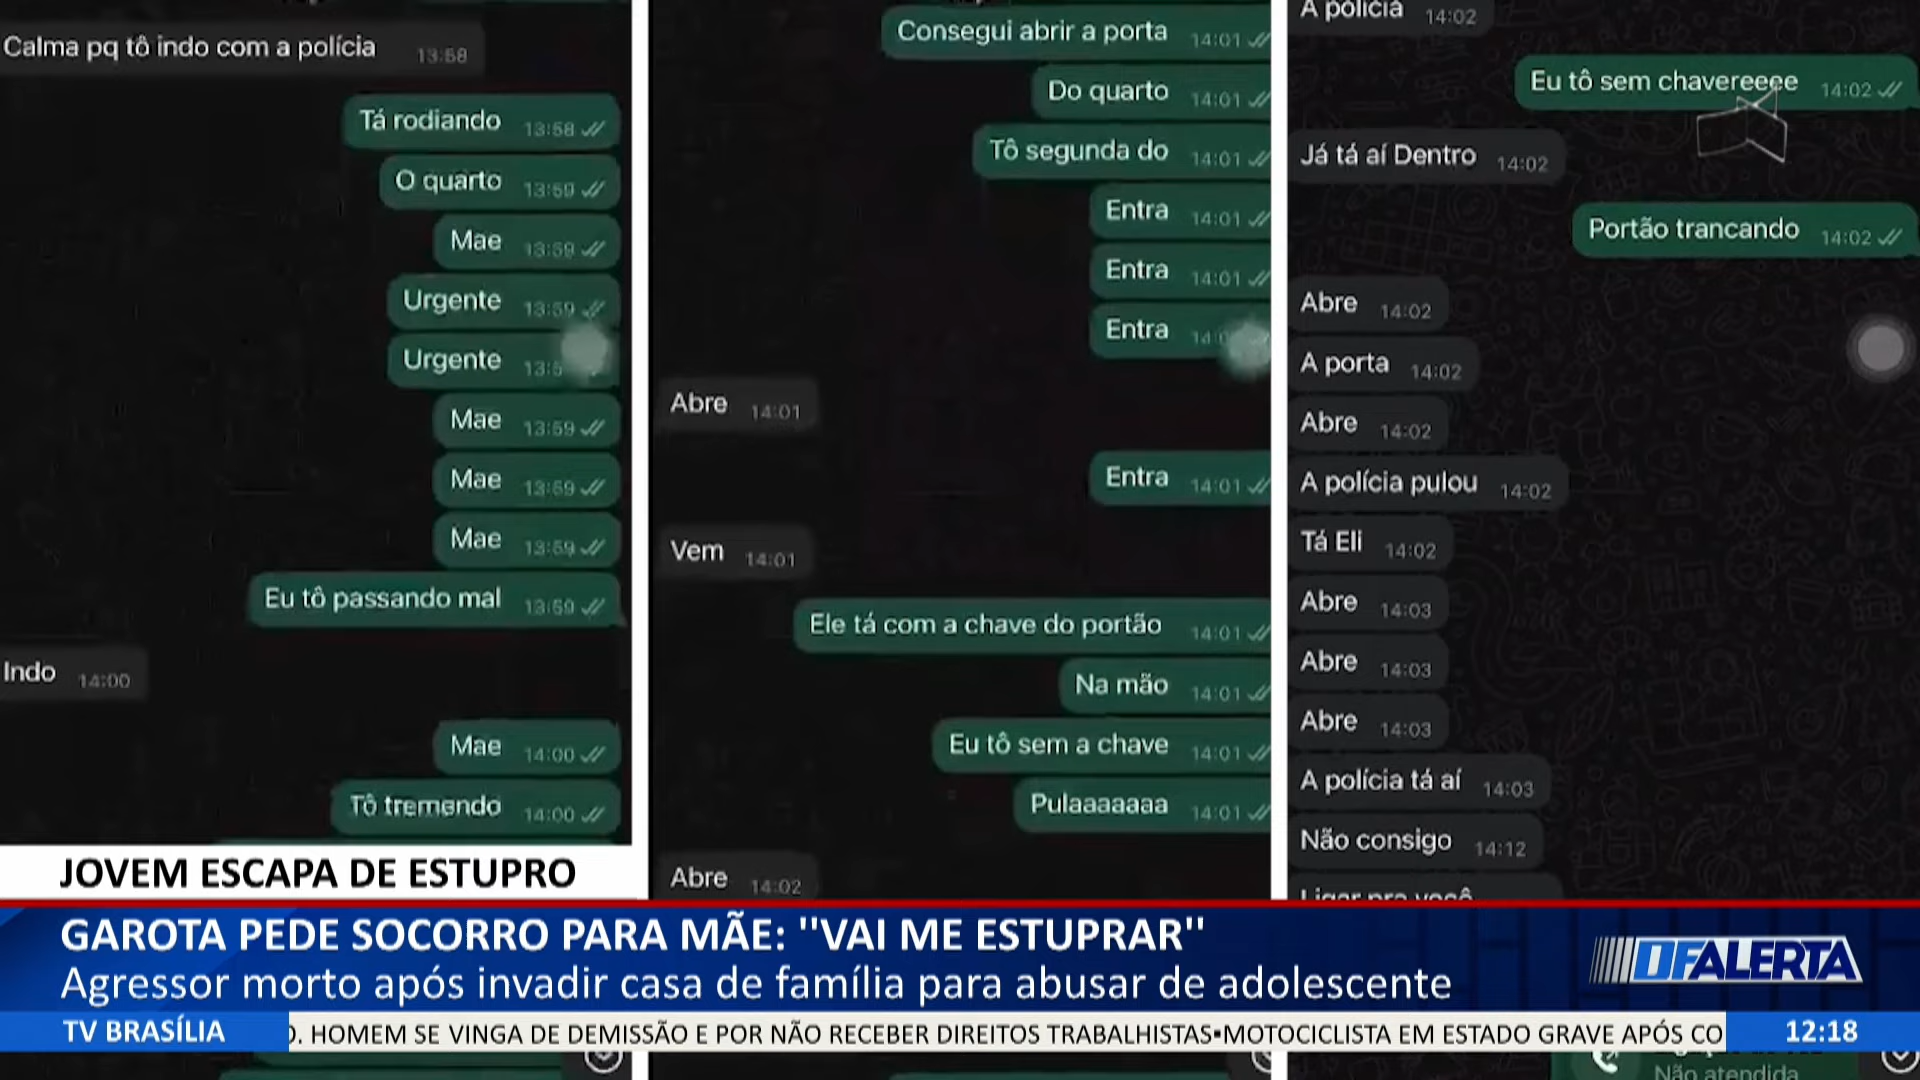 Calma pq tô indo com a polícia 13:58
Tá rodiando 13:58
O quarto 13:59
Mae 13:59
Urgente 13:59
Urgente 13:5
Mae 13:59
Mae 13:59
Mae 13:59
Eu tô passando mal 13:59
Indo 14:00
Mae 14:00
Tô tremendo 14:00
Consegui abrir a porta 14:01
Do quarto 14:01
Tô segunda do 14:01
Entra 14:01
Entra 14:01
Entra 14:0
Abre 14:01
Entra 14:01
Vem 14:01
Ele tá com a chave do portão 14:01
Na mão 14:01
Eu tô sem a chave 14:01
Pulaaaaaaa 14:01
Abre 14:02
A polícia 14:02
Eu tô sem chavereeee 14:02
Já tá aí Dentro 14:02
Portão trancando 14:02
Abre 14:02
A porta 14:02
Abre 14:02
A polícia pulou 14:02
Tá Eli 14:02
Abre 14:03
Abre 14:03
Abre 14:03
A polícia tá aí 14:03
Não consigo 14:12
Ligar pra você
JOVEM ESCAPA DE ESTUPRO
GAROTA PEDE SOCORRO PARA MÃE: "VAI ME ESTUPRAR"
Agressor morto após invadir casa de família para abusar de adolescente
DFALERTA
TV BRASÍLIA
O. HOMEM SE VINGA DE DEMISSÃO E POR NÃO RECEBER DIREITOS TRABALHISTAS▪MOTOCICLISTA EM ESTADO GRAVE APÓS CO
12:18
Não atendida